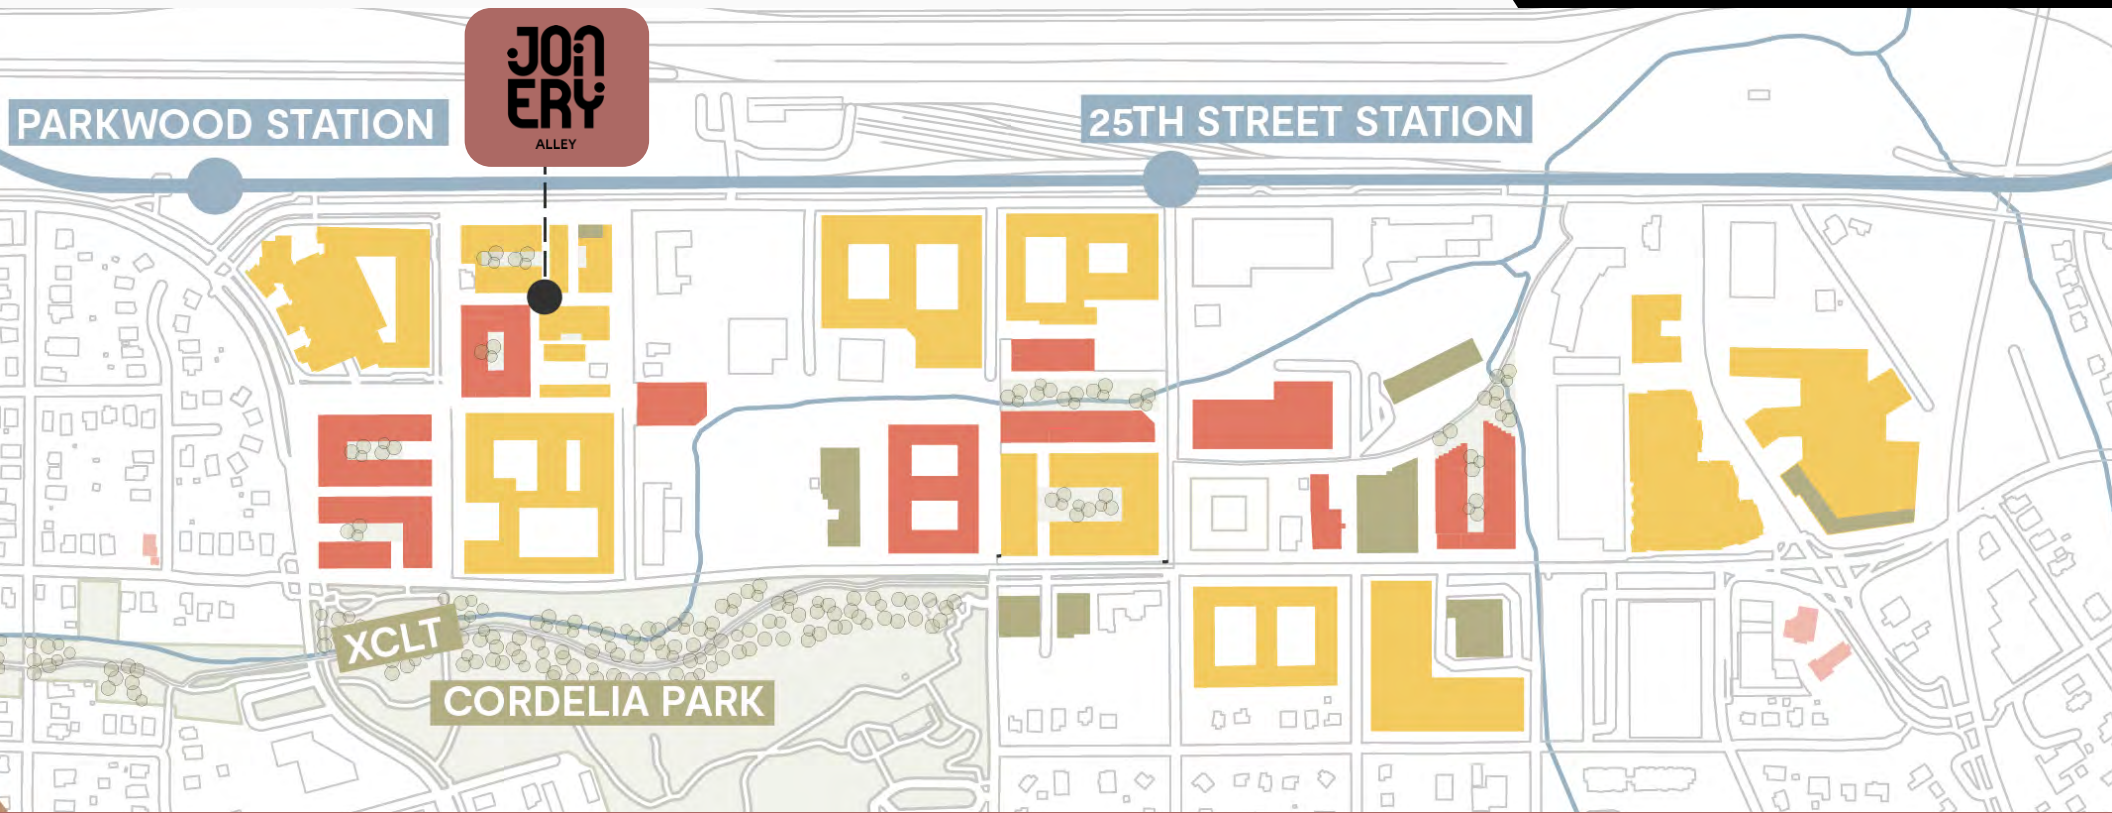 JOINERY
ALLEY
PARKWOOD STATION
25TH STREET STATION
XCLT
CORDELIA PARK